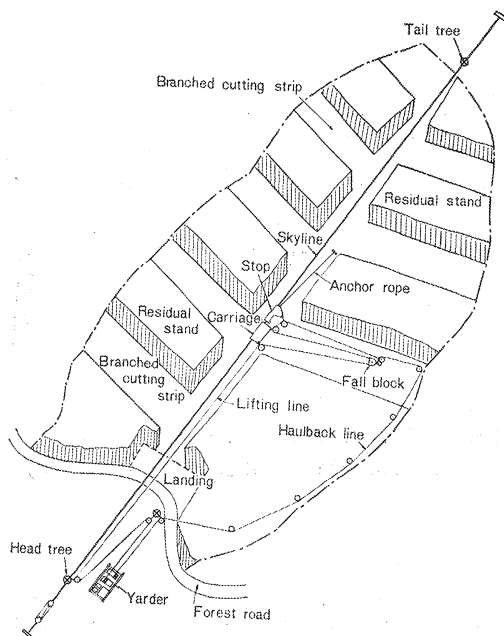 Tail tree
Branched cutting strip
Residual stand
Skyline
Stop
Anchor rope
Carriage
Residual
stand
Branched
cutting
strip
Fall block
Lifting line
Haulback line
Landing
Head tree
Yarder
Forest road